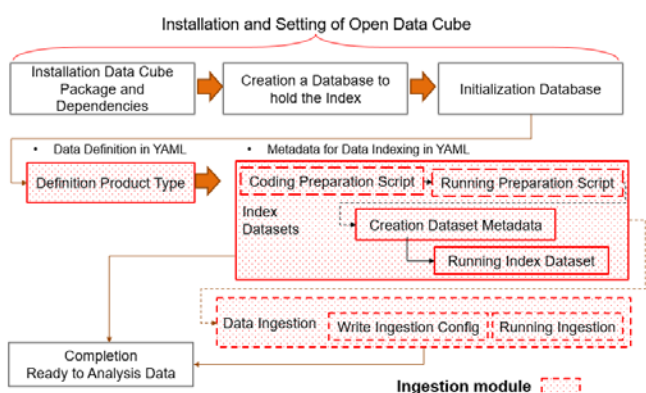 Installation and Setting of Open Data Cube
Installation Data Cube
Package and
Dependencies
Creation a Database to
hold the Index
Initialization Database
• Data Definition in YAML
• Metadata for Data Indexing in YAML
Definition Product Type
Coding Preparation Script
Running Preparation Script
Index
Datasets
Creation Dataset Metadata
Running Index Dataset
Data Ingestion
Write Ingestion Config
Running Ingestion
Completion
Ready to Analysis Data
Ingestion module